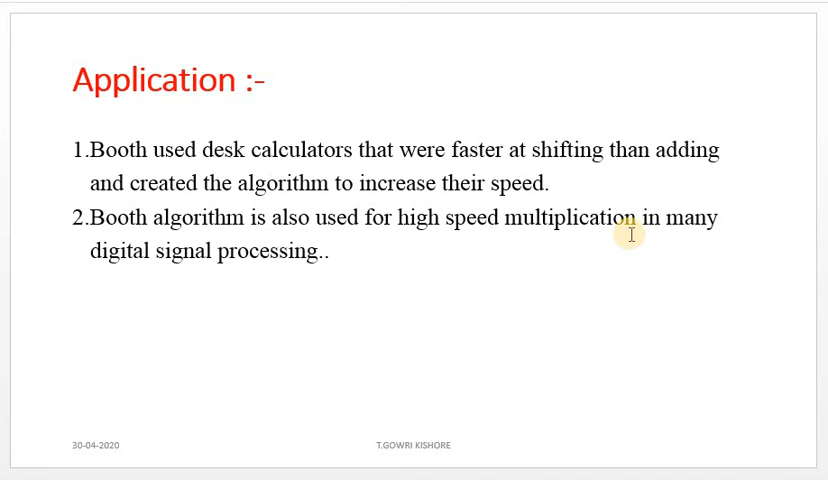 Application :-
1.Booth used desk calculators that were faster at shifting than adding
and created the algorithm to increase their speed.
2.Booth algorithm is also used for high speed multiplication in many
digital signal processing..
30-04-2020
T.GOWRI KISHORE